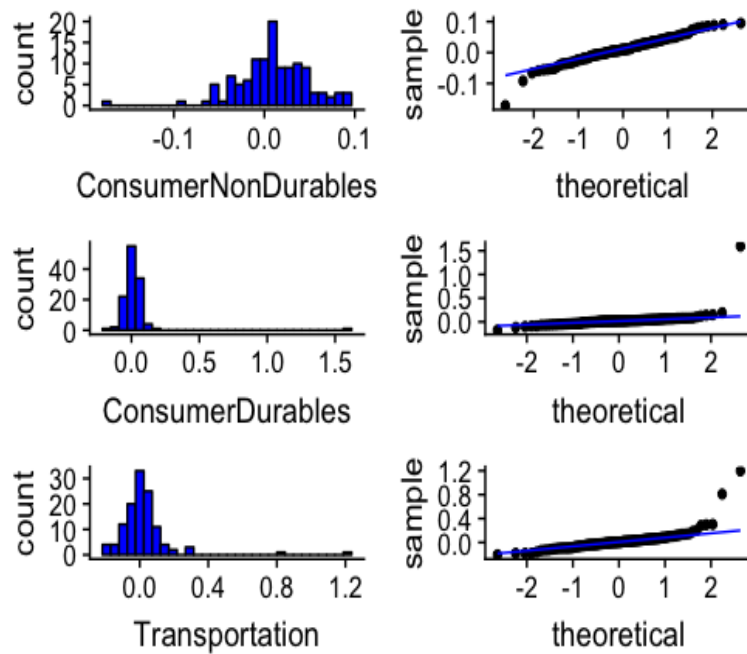 count
20
15
10
5
0
-0.1 0.0 0.1
ConsumerNonDurables
sample
0.1
0.0
-0.1
-2 -1 0 1 2
theoretical
count
40
20
0
0.0 0.5 1.0 1.5
ConsumerDurables
sample
1.5
1.0
0.5
0.0
-2 -1 0 1 2
theoretical
count
30
20
10
0
0.0 0.4 0.8 1.2
Transportation
sample
1.2
0.8
0.4
0.0
-2 -1 0 1 2
theoretical